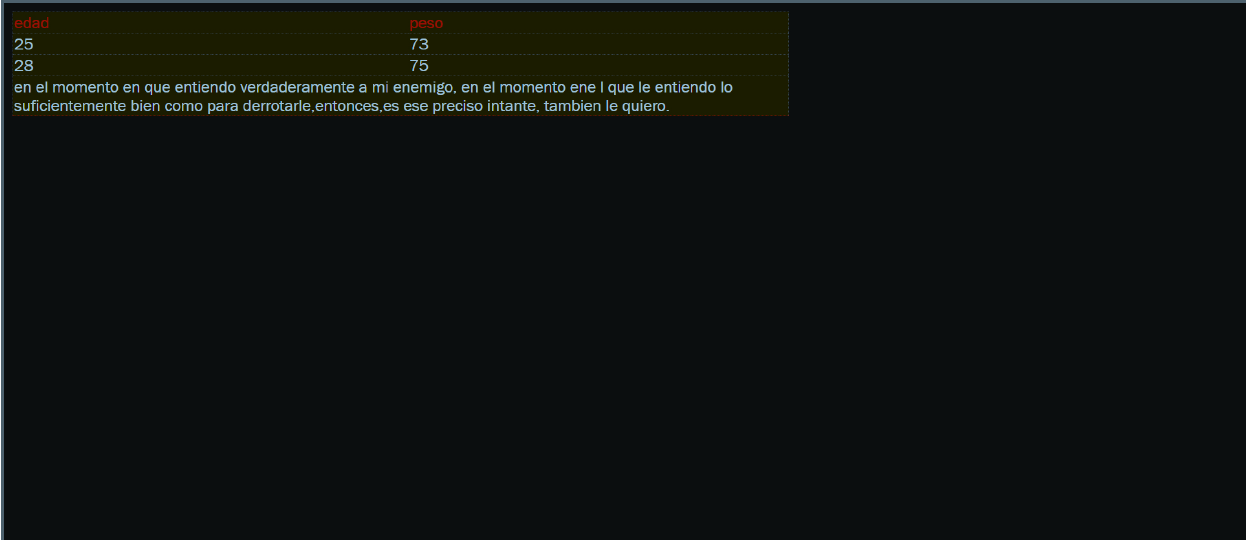 edad peso
25 73
28 75
en el momento en que entiendo verdaderamente a mi enemigo, en el momento ene l que le entiendo lo
suficientemente bien como para derrotarle,entonces,es ese preciso intante, tambien le quiero.